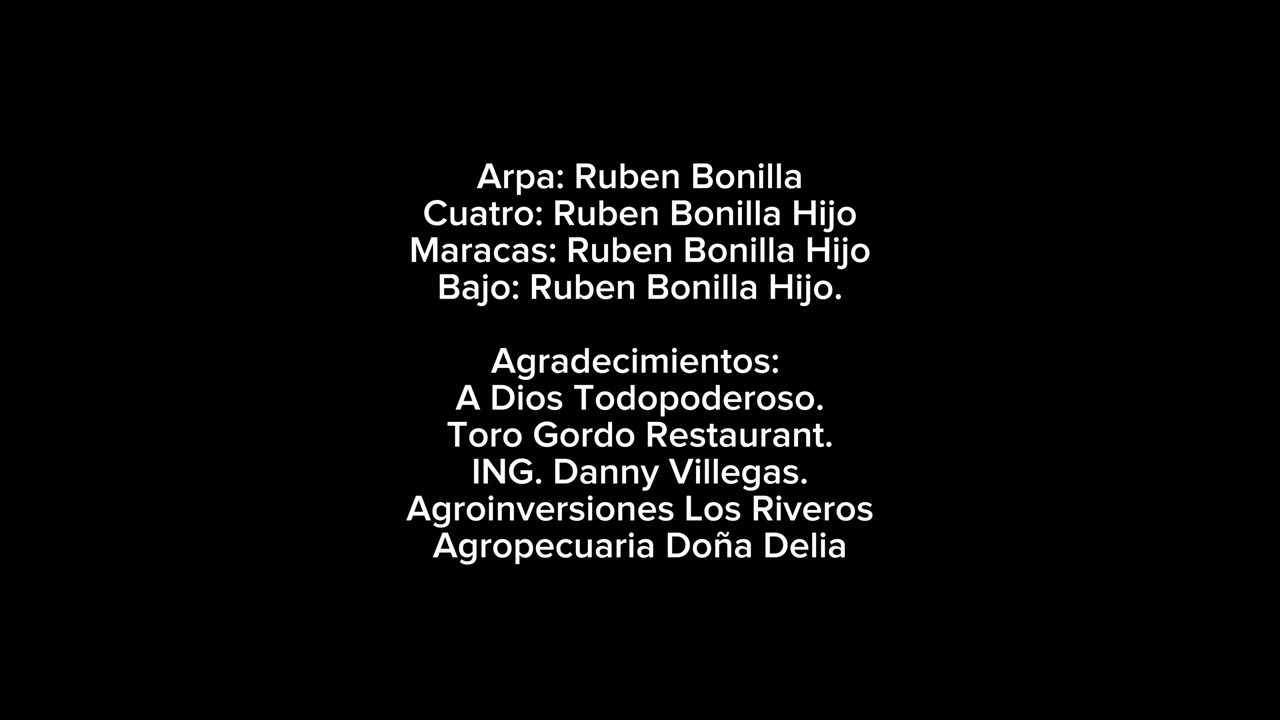 Arpa: Ruben Bonilla
Cuatro: Ruben Bonilla Hijo
Maracas: Ruben Bonilla Hijo
Bajo: Ruben Bonilla Hijo.
Agradecimientos:
A Dios Todopoderoso.
Toro Gordo Restaurant.
ING. Danny Villegas.
Agroinversiones Los Riveros
Agropecuaria Doña Delia